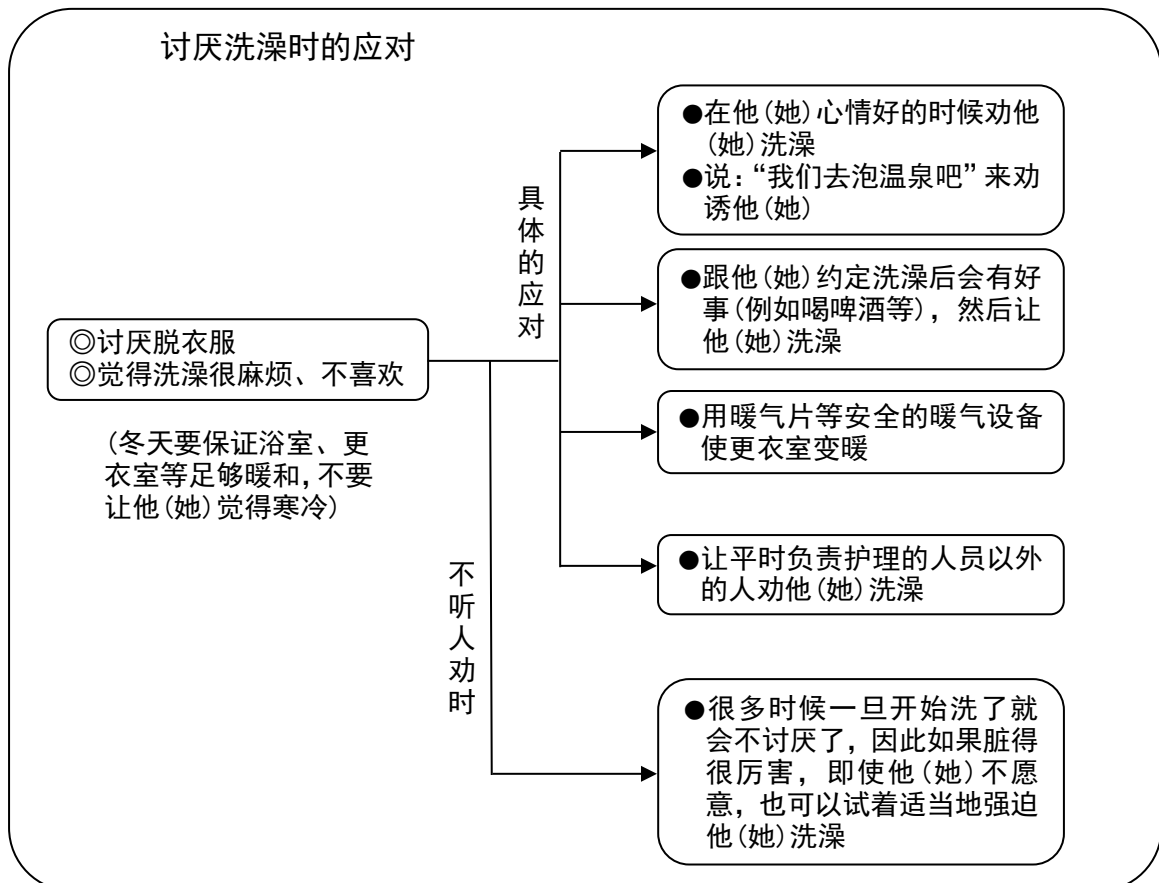 讨厌洗澡时的应对
●在他(她)心情好的时候劝他
(她)洗澡
●说：“我们去泡温泉吧”来劝
诱他(她)
具体的应对
●跟他(她)约定洗澡后会有好
事(例如喝啤酒等)，然后让
他(她)洗澡
◎讨厌脱衣服
◎觉得洗澡很麻烦、不喜欢
●用暖气片等安全的暖气设备
使更衣室变暖
(冬天要保证浴室、更
衣室等足够暖和,不要
让他(她)觉得寒冷)
●让平时负责护理的人员以外
的人劝他(她)洗澡
不听人劝时
●很多时候一旦开始洗了就
会不讨厌了，因此如果脏得
很厉害，即使他(她)不愿
意，也可以试着适当地强迫
他(她)洗澡